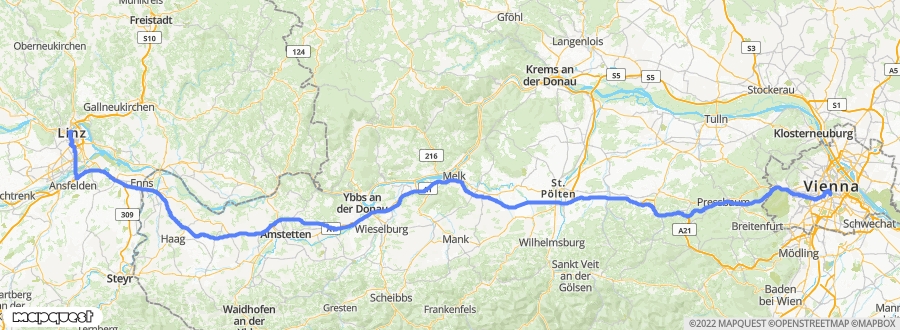 Gföhl
Freistadt
Oberneukirchen
S10
124
Langenlois
S3
A5
Krems an
der Donau
S5
S5
Stockerau
Gallneukirchen
S1
Tulln
Linz
Klosterneuburg
216
Melk
Ansfelden
Enns
Ybbs an
der Donau
St.
Pölten
Vienna
Pressbaum
309
Haag
Amstetten
Wieselburg
A21
Breitenfurt
Schwechat
Mank
Wilhelmsburg
Mödling
Steyr
Sankt Veit
an der
Gölsen
Baden
bei Wien
Scheibbs
Waidhofen
an der
Gresten
Frankenfels
mapquest
©2022 MAPQUEST ©OPENSTREETMAP ©MAPBOX